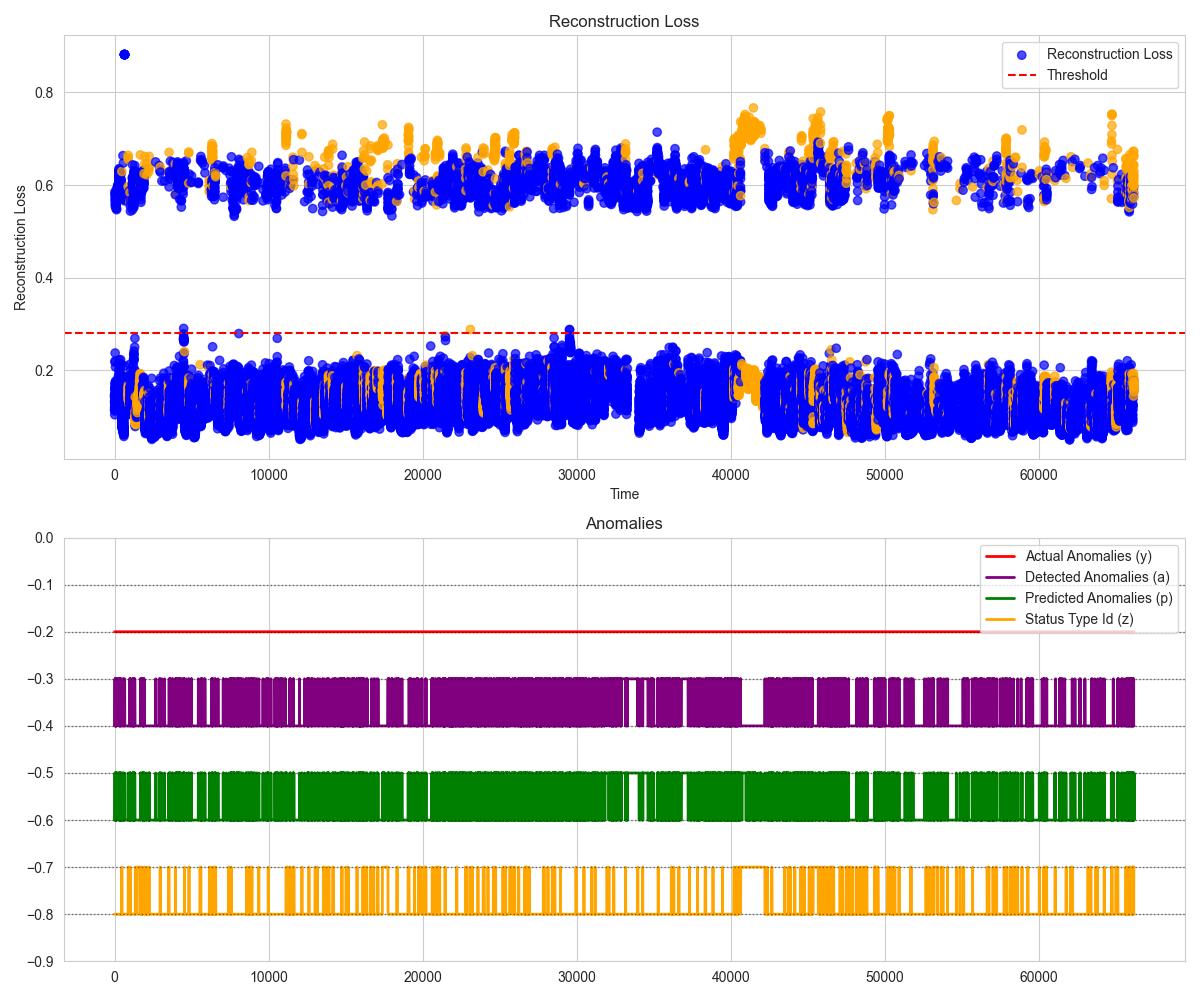 Reconstruction Loss
Reconstruction Loss
Threshold
Reconstruction Loss
0.8
0.6
0.4
0.2
0 10000 20000 30000 40000 50000 60000
Time
Anomalies
Actual Anomalies (y)
Detected Anomalies (a)
Predicted Anomalies (p)
Status Type Id (z)
0.0
−0.1
−0.2
−0.3
−0.4
−0.5
−0.6
−0.7
−0.8
−0.9
0 10000 20000 30000 40000 50000 60000